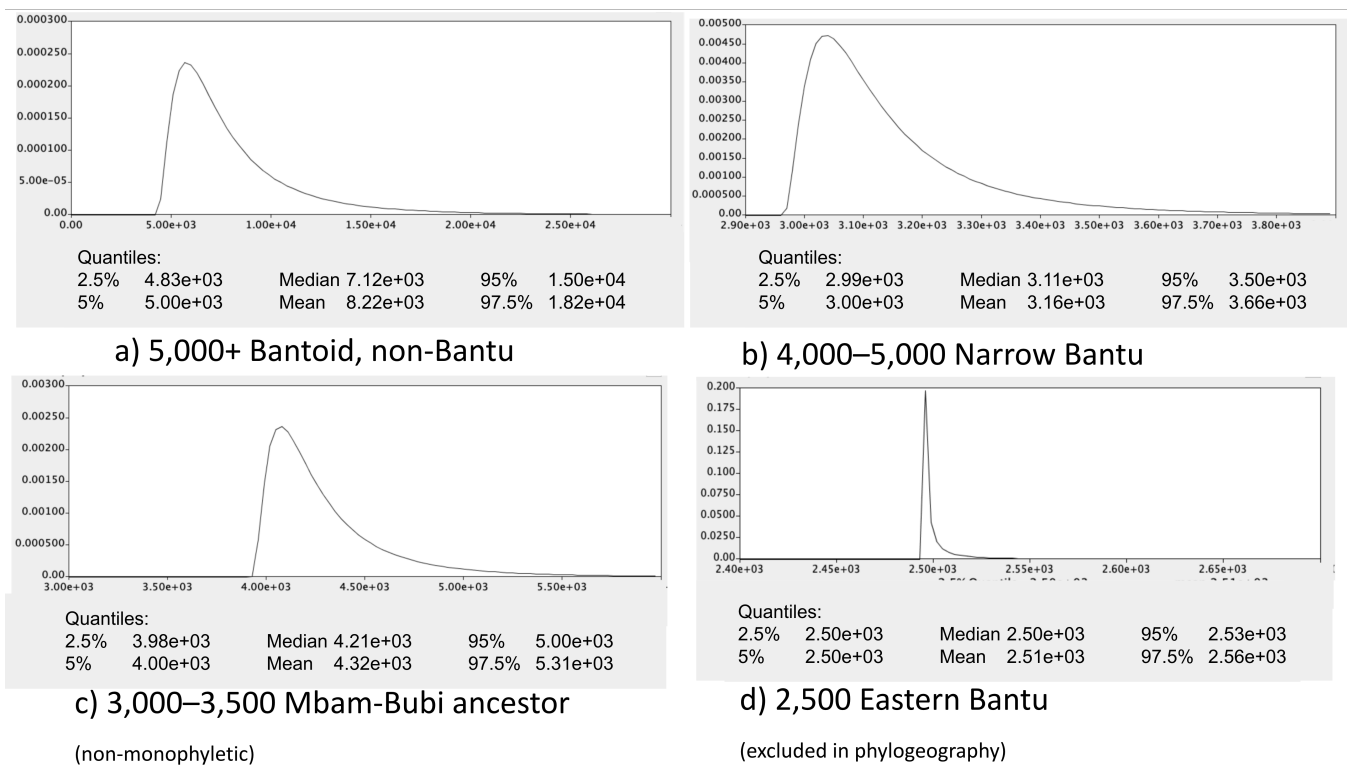 0.000300
0.000250
0.000200
0.000150
0.000100
5.00e-05
0.00
0.00 5.00e+03 1.00e+04 1.50e+04 2.00e+04 2.50e+04
Quantiles:
2.5% 4.83e+03 Median 7.12e+03 95% 1.50e+04
5% 5.00e+03 Mean 8.22e+03 97.5% 1.82e+04
a) 5,000+ Bantoid, non-Bantu
0.00500
0.00450
0.00400
0.00350
0.00300
0.00250
0.00200
0.00150
0.00100
0.000500
0.00
2.90e+03 3.00e+03 3.10e+03 3.20e+03 3.30e+03 3.40e+03 3.50e+03 3.60e+03 3.70e+03 3.80e+03
Quantiles:
2.5% 2.99e+03 Median 3.11e+03 95% 3.50e+03
5% 3.00e+03 Mean 3.16e+03 97.5% 3.66e+03
b) 4,000–5,000 Narrow Bantu
0.00300
0.00250
0.00200
0.00150
0.00100
0.000500
0.00
3.00e+03 3.50e+03 4.00e+03 4.50e+03 5.00e+03 5.50e+03
Quantiles:
2.5% 3.98e+03 Median 4.21e+03 95% 5.00e+03
5% 4.00e+03 Mean 4.32e+03 97.5% 5.31e+03
c) 3,000–3,500 Mbam-Bubi ancestor
(non-monophyletic)
0.200
0.175
0.150
0.125
0.100
0.0750
0.0500
0.0250
0.00
2.40e+03 2.45e+03 2.50e+03 2.55e+03 2.60e+03 2.65e+03
Quantiles:
2.5% 2.50e+03 Median 2.50e+03 95% 2.53e+03
5% 2.50e+03 Mean 2.51e+03 97.5% 2.56e+03
d) 2,500 Eastern Bantu
(excluded in phylogeography)